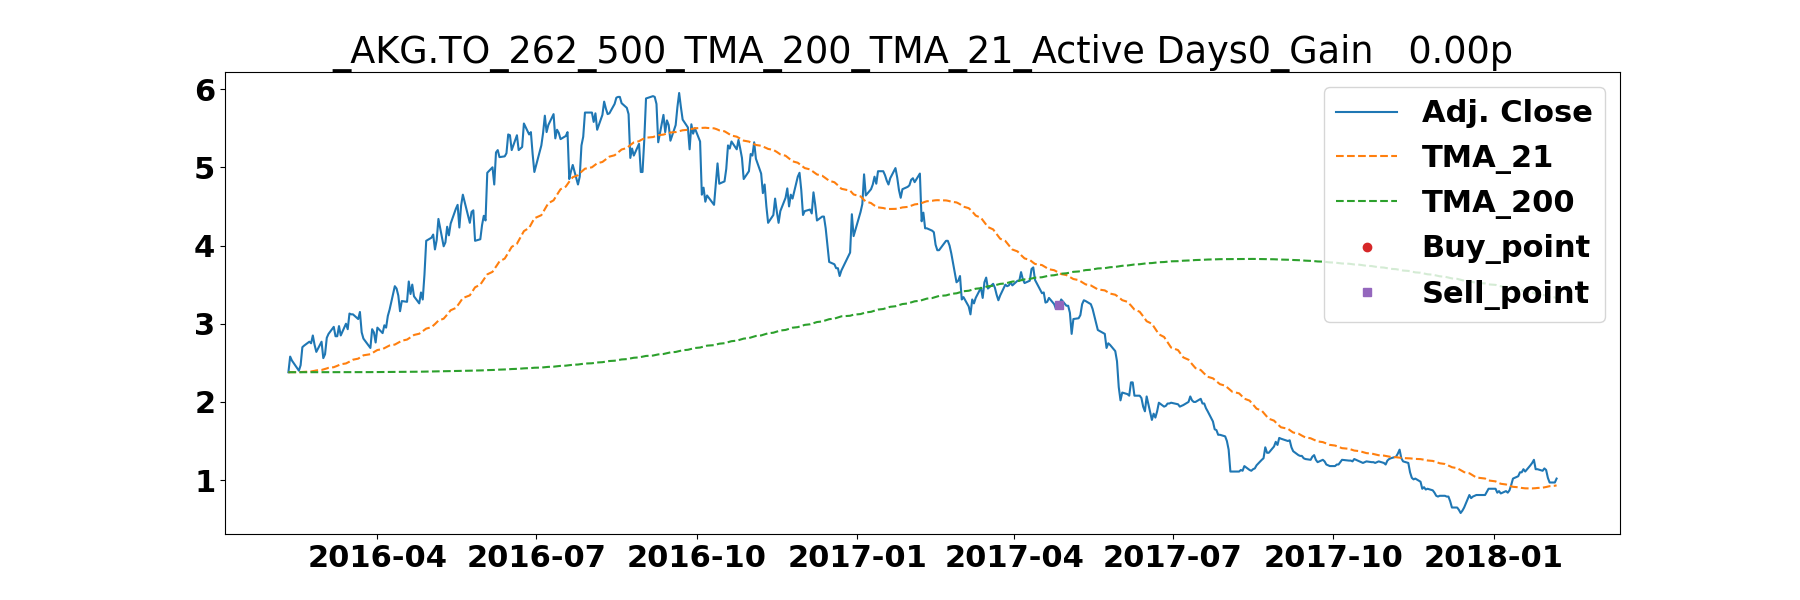 _AKG.TO_262_500_TMA_200_TMA_21_Active Days0_Gain   0.00p
6
5
4
3
2
1
Adj. Close
TMA_21
TMA_200
Buy_point
Sell_point
2016-04 2016-07 2016-10 2017-01 2017-04 2017-07 2017-10 2018-01